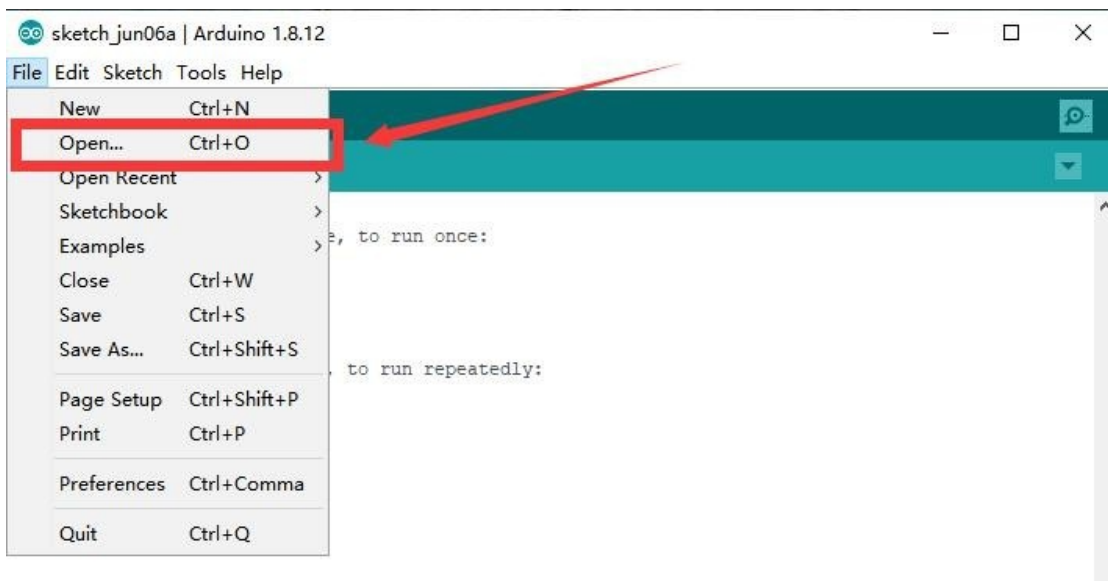 sketch_jun06a | Arduino 1.8.12
File Edit Sketch Tools Help
New Ctrl+N
Open... Ctrl+O
Open Recent
Sketchbook
Examples
, to run once:
Close Ctrl+W
Save Ctrl+S
Save As... Ctrl+Shift+S
, to run repeatedly:
Page Setup Ctrl+Shift+P
Print Ctrl+P
Preferences Ctrl+Comma
Quit Ctrl+Q